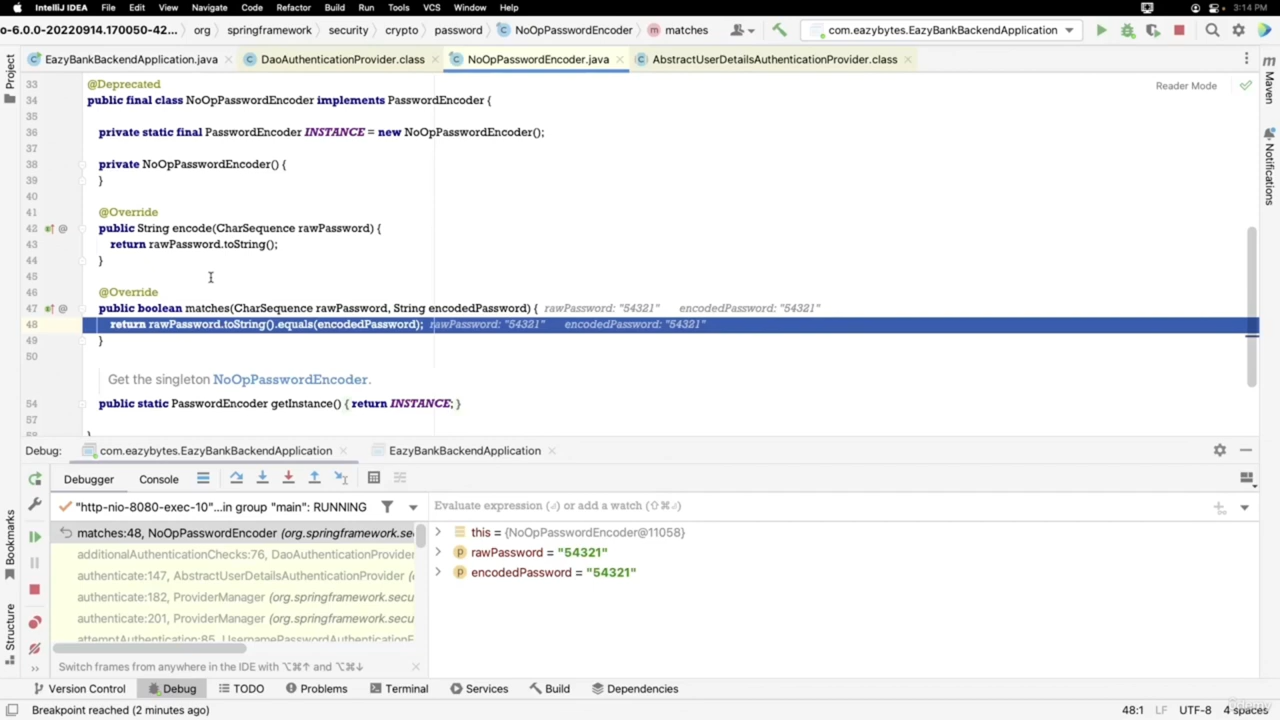 IntelliJ IDEA File Edit View Navigate Code Refactor Build Run Tools VCS Window Help 3:14 PM
o-6.0.0-20220914.170050-42... org springframework security crypto password NoOpPasswordEncoder matches com.eazybytes.EazyBankBackendApplication
Project
EazyBankBackendApplication.java DaoAuthenticationProvider.class NoOpPasswordEncoder.java AbstractUserDetailsAuthenticationProvider.class
Maven
Notifications
Reader Mode
33 @Deprecated
34 public final class NoOpPasswordEncoder implements PasswordEncoder {
35
36 private static final PasswordEncoder INSTANCE = new NoOpPasswordEncoder();
37
38 private NoOpPasswordEncoder() {
39 }
40
41 @Override
42 public String encode(CharSequence rawPassword) {
43 return rawPassword.toString();
44 }
45
46 @Override
47 public boolean matches(CharSequence rawPassword, String encodedPassword) { rawPassword: "54321" encodedPassword: "54321"
48 return rawPassword.toString().equals(encodedPassword); rawPassword: "54321" encodedPassword: "54321"
49 }
50
Get the singleton NoOpPasswordEncoder.
54 public static PasswordEncoder getInstance() { return INSTANCE; }
57
Debug: com.eazybytes.EazyBankBackendApplication EazyBankBackendApplication
Debugger Console
"http-nio-8080-exec-10"...in group "main": RUNNING
Evaluate expression (⏎) or add a watch (⇧⌘⏎)
matches:48, NoOpPasswordEncoder (org.springframework.se
additionalAuthenticationChecks:76, DaoAuthenticationProvider
authenticate:147, AbstractUserDetailsAuthenticationProvider (
authenticate:182, ProviderManager (org.springframework.secu
authenticate:201, ProviderManager (org.springframework.secu
attemptAuthentication:85, UsernamePasswordAuthenticationF
Switch frames from anywhere in the IDE with ⌥⌘↑ and ⌥⌘↓
this = {NoOpPasswordEncoder@11058}
rawPassword = "54321"
encodedPassword = "54321"
Bookmarks
Structure
Version Control Debug TODO Problems Terminal Services Build Dependencies
Breakpoint reached (2 minutes ago) 48:1 LF UTF-8 4 spaces